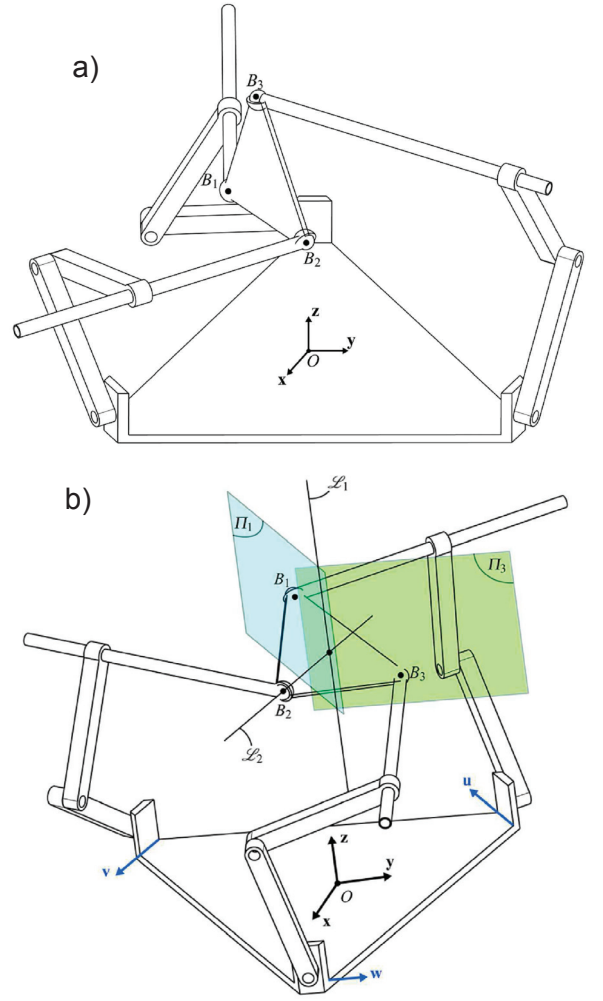 a)
B₃
B₁
B₂
z
y
x
O
b)
ℒ₁
Π₁
B₁
Π₃
B₃
B₂
ℒ₂
u
v
z
y
x
O
w